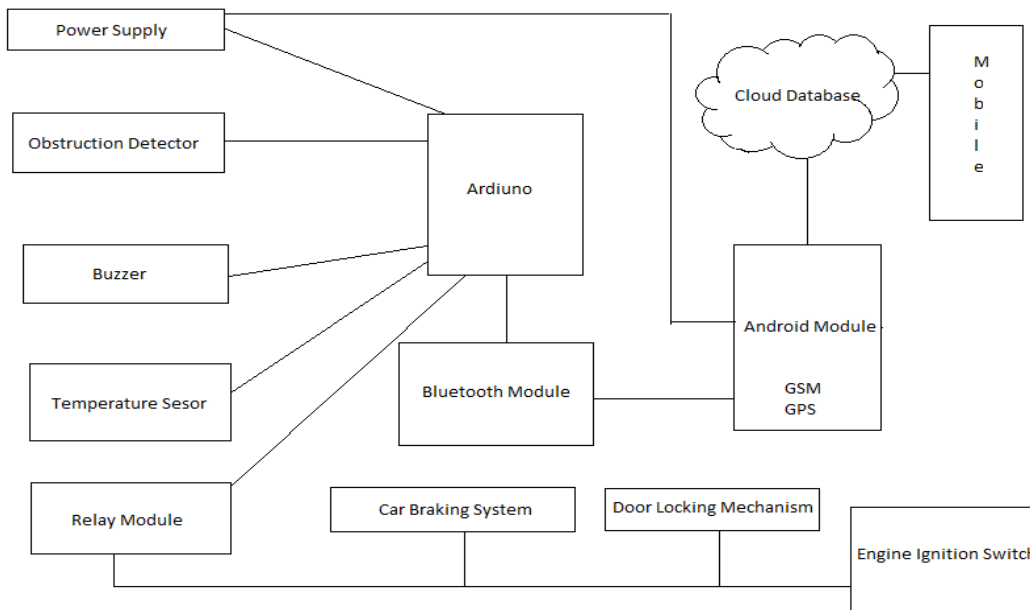 Power Supply
Obstruction Detector
Buzzer
Temperature Sesor
Relay Module
Ardiuno
Bluetooth Module
Car Braking System
Door Locking Mechanism
Engine Ignition Switch
Android Module
GSM
GPS
Cloud Database
M
o
b
i
l
e